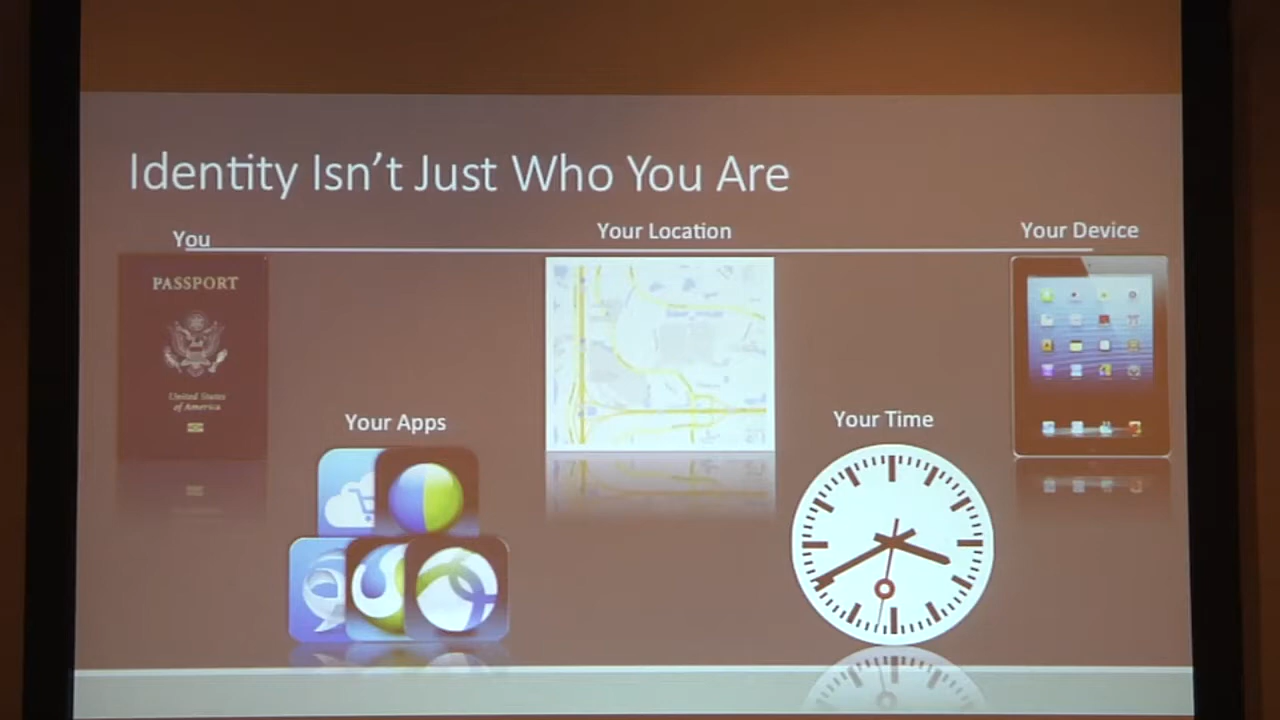 Identity Isn't Just Who You Are
You
Your Location
Your Device
PASSPORT
United States
of America
Your Apps
Your Time